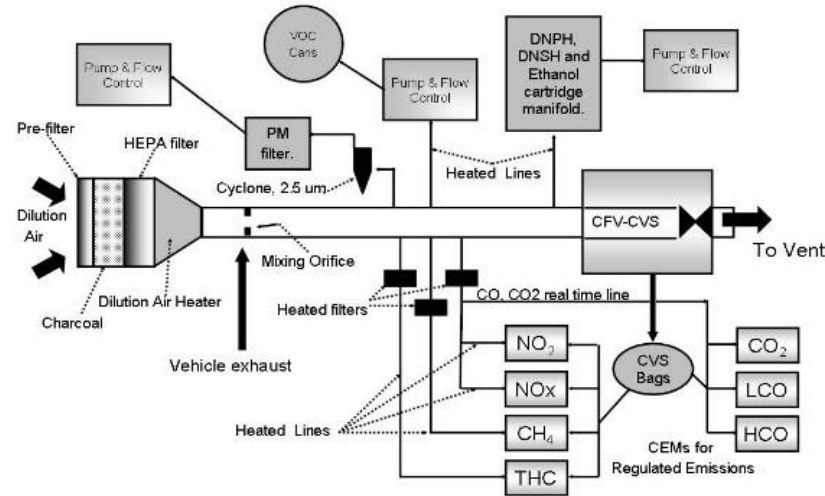 VOC
Cans
DNPH,
DNSH and
Ethanol
cartridge
manifold.
Pump & Flow
Control
Pump & Flow
Control
Pump & Flow
Control
Pre-filter
HEPA filter
PM
filter.
Cyclone, 2.5 um
Heated Lines
Dilution
Air
CFV-CVS
To Vent
Mixing Orifice
Dilution Air Heater
Charcoal
Heated filters
CO, CO2 real time line
Vehicle exhaust
NO2
CVS
Bags
CO2
NOx
LCO
Heated Lines
CH4
HCO
CEMs for
Regulated Emissions
THC